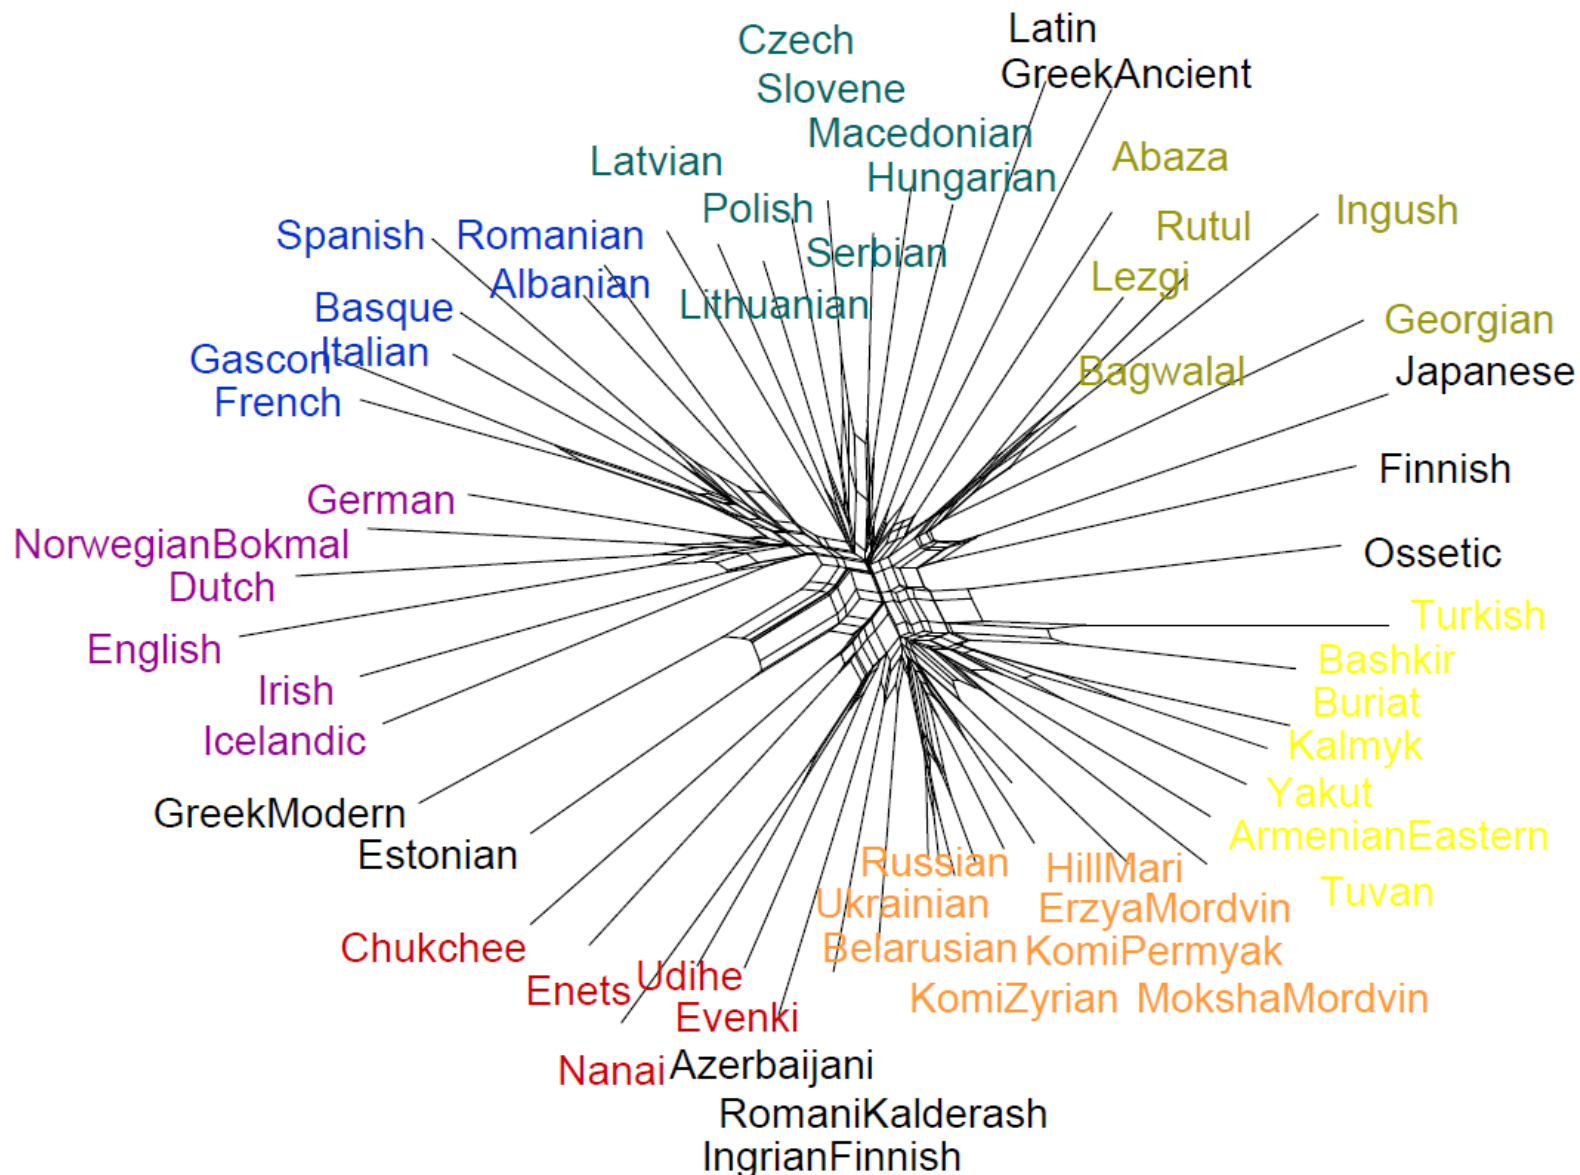 Latin
Czech
GreekAncient
Slovene
Macedonian
Abaza
Latvian
Hungarian
Polish
Ingush
Rutul
Spanish
Romanian
Serbian
Lezgi
Albanian
Lithuanian
Basque
Georgian
Italian
Gascon
Bagwalal
Japanese
French
Finnish
German
NorwegianBokmal
Ossetic
Dutch
Turkish
English
Bashkir
Irish
Buriat
Icelandic
Kalmyk
Yakut
GreekModern
ArmenianEastern
Estonian
Russian
HillMari
Tuvan
Ukrainian
ErzyaMordvin
Chukchee
Belarusian
KomiPermyak
Udihe
Enets
KomiZyrian
MokshaMordvin
Evenki
Azerbaijani
Nanai
RomaniKalderash
IngrianFinnish